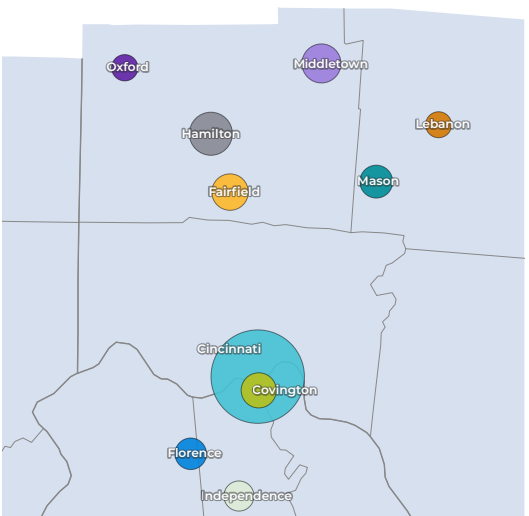 Oxford
Middletown
Hamilton
Lebanon
Mason
Fairfield
Cincinnati
Covington
Florence
Independence